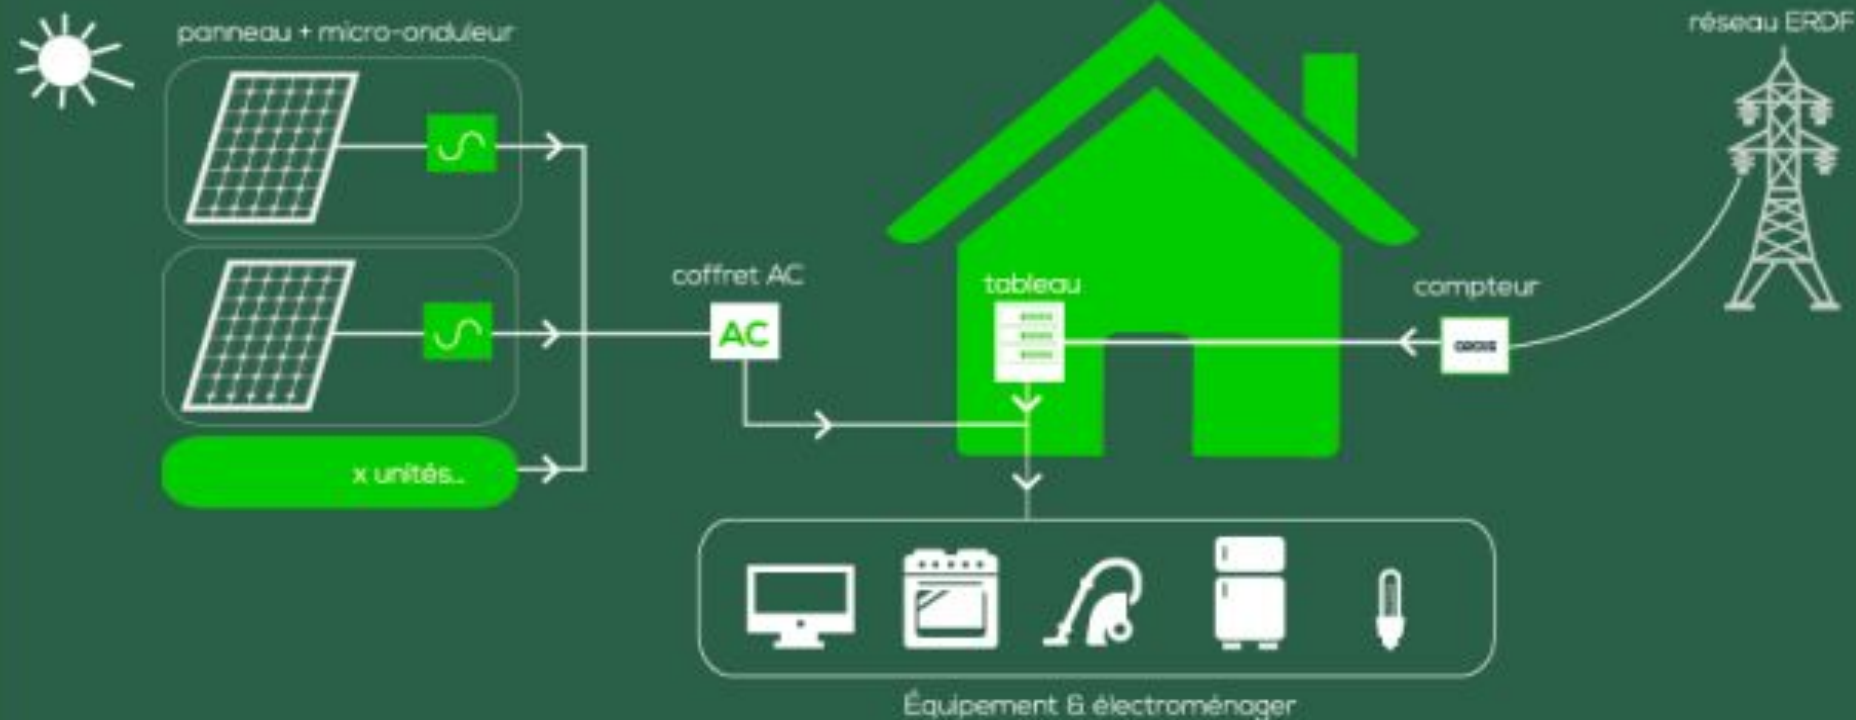 panneau + micro-onduleur
réseau ERDF
coffret AC
tableau
compteur
AC
x unités...
Équipement & électroménager